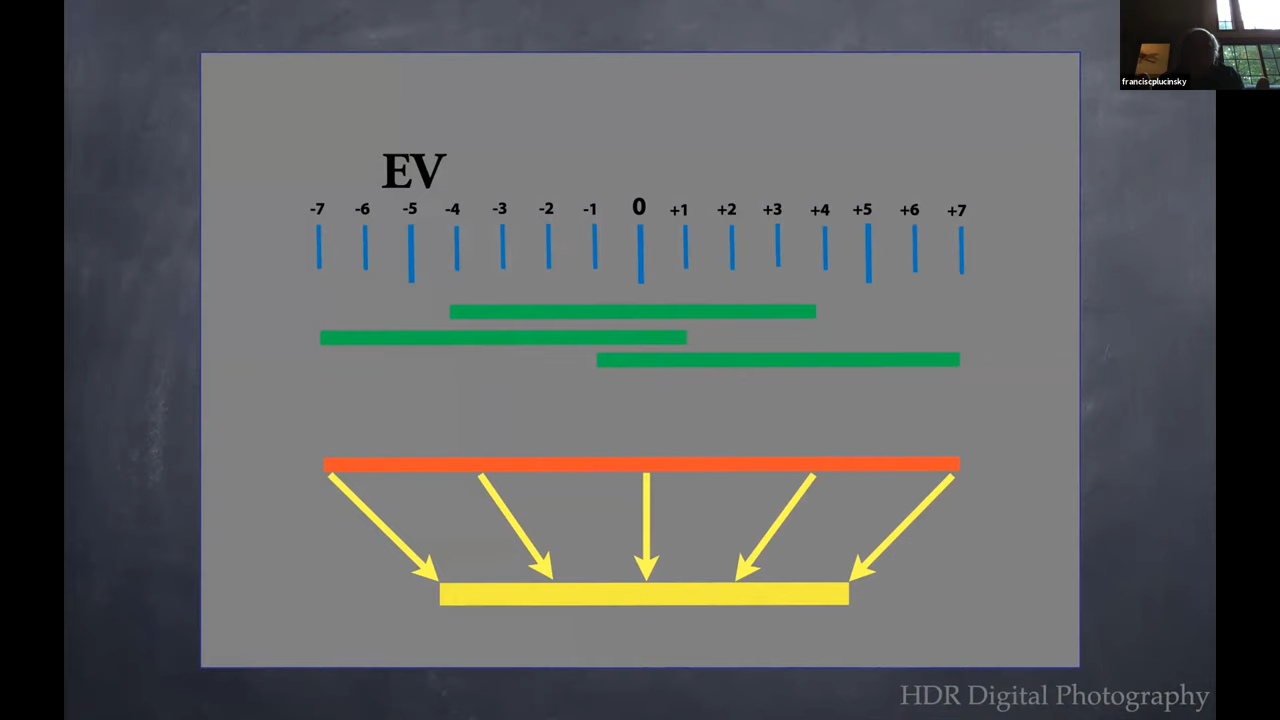 franciscplucinsky
EV
-7 -6 -5 -4 -3 -2 -1 0 +1 +2 +3 +4 +5 +6 +7
HDR Digital Photography